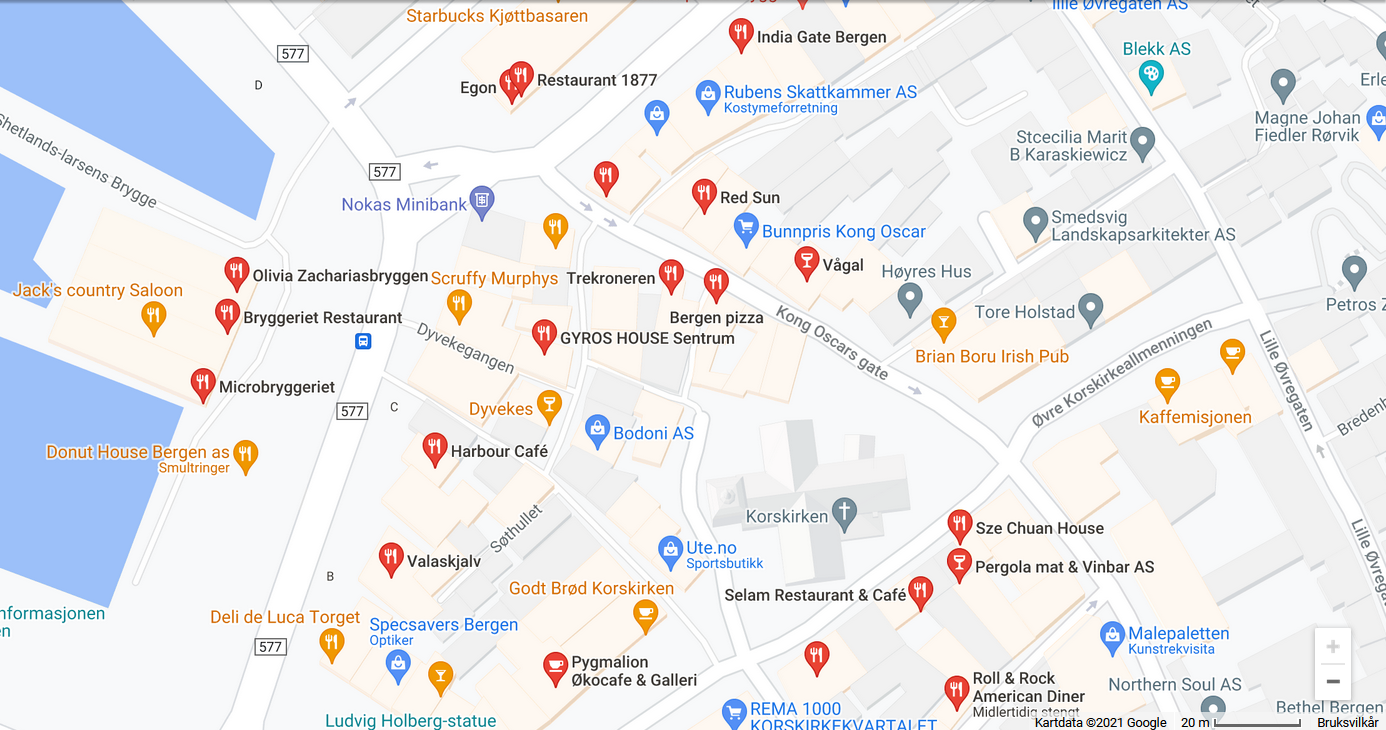 Starbucks Kjøttbasaren
lille Øvregaten AS
577
India Gate Bergen
Blekk AS
D
Egon
Restaurant 1877
Rubens Skattkammer AS
Kostymeforretning
Erle
Magne Johan
Fiedler Rørvik
Shetlands-larsens Brygge
Stcecilia Marit
B Karaskiewicz
577
Nokas Minibank
Red Sun
Bunnpris Kong Oscar
Smedsvig
Landskapsarkitekter AS
Olivia Zachariasbryggen
Scruffy Murphys
Trekroneren
Vågal
Høyres Hus
Jack's country Saloon
Petros Z
Bryggeriet Restaurant
Bergen pizza
Tore Holstad
Dyvekegangen
GYROS HOUSE Sentrum
Kong Oscars gate
Brian Boru Irish Pub
Øvre Korskirkeallmenningen
Lille Øvregaten
Microbryggeriet
577
C
Dyvekes
Kaffemisjonen
Bredenh
Bodoni AS
Donut House Bergen as
Smultringer
Harbour Café
Korskirken
Søthullet
Sze Chuan House
Lille Øvregate
Ute.no
Sportsbutikk
Valaskjalv
Pergola mat & Vinbar AS
B
Godt Brød Korskirken
Selam Restaurant & Café
nformasjonen
en
Deli de Luca Torget
Specsavers Bergen
Optiker
Malepaletten
Kunstrekvisita
577
Pygmalion
Økocafe & Galleri
Roll & Rock
American Diner
Midlertidig stengt
Northern Soul AS
Bethel Bergen
Ludvig Holberg-statue
REMA 1000
KORSKIRKEKVARTALET
Kartdata ©2021 Google
20 m
Bruksvilkår